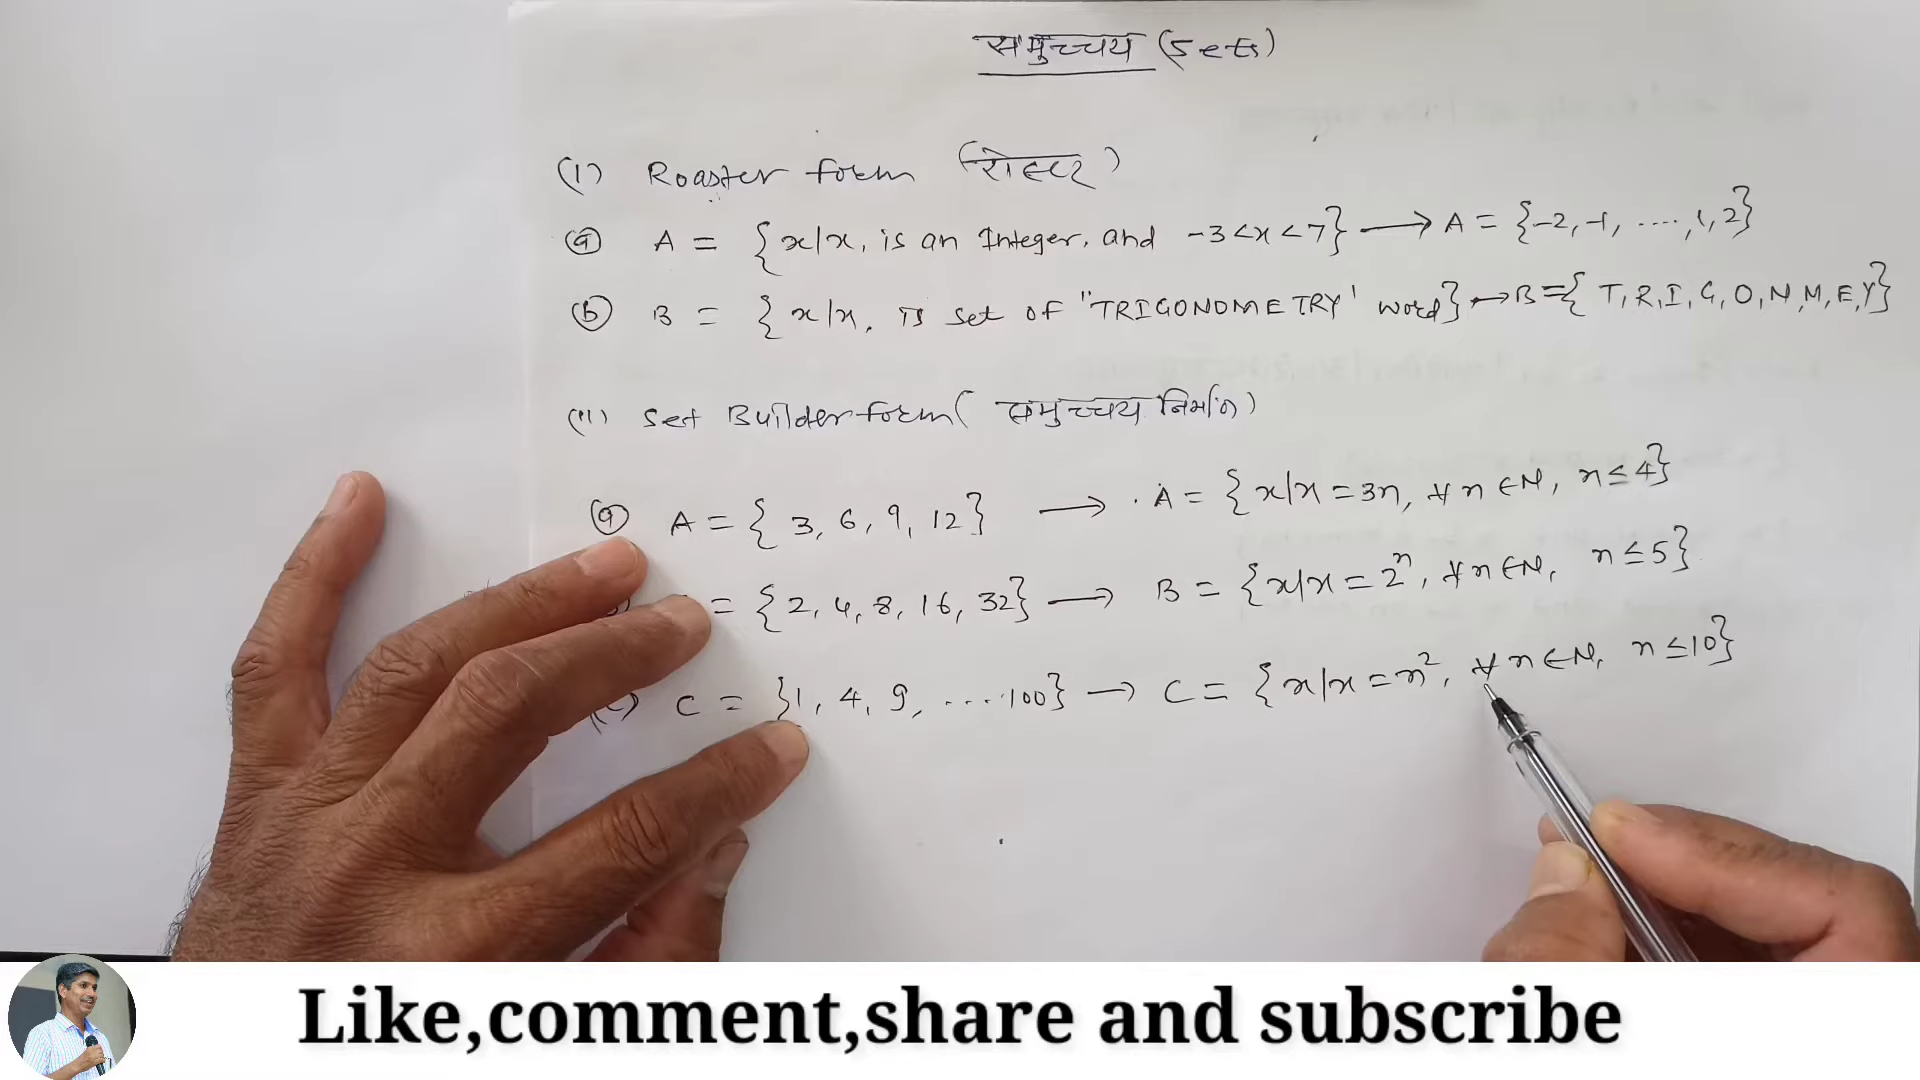 समुच्चय (Sets)
(I) Roaster form (रोस्टर)
(a) A = {x/x, is an Integer, and -3<x<7} → A = {-2, -1, ....., 1, 2}
(b) B = {x/x, is set of "TRIGONOMETRY' word} → B = {T, R, I, G, O, N, M, E, Y}
(II) Set Builder form (समुच्चय निर्माण)
(a) A = {3, 6, 9, 12} → A = {x/x = 3n, ∀ n ∈ N, n ≤ 4}
= {2, 4, 8, 16, 32} → B = {x/x = 2ⁿ, ∀ n ∈ N, n ≤ 5}
(c) C = {1, 4, 9, ....100} → C = {x/x = n², ∀ n ∈ N, n ≤ 10}
Like,comment,share and subscribe